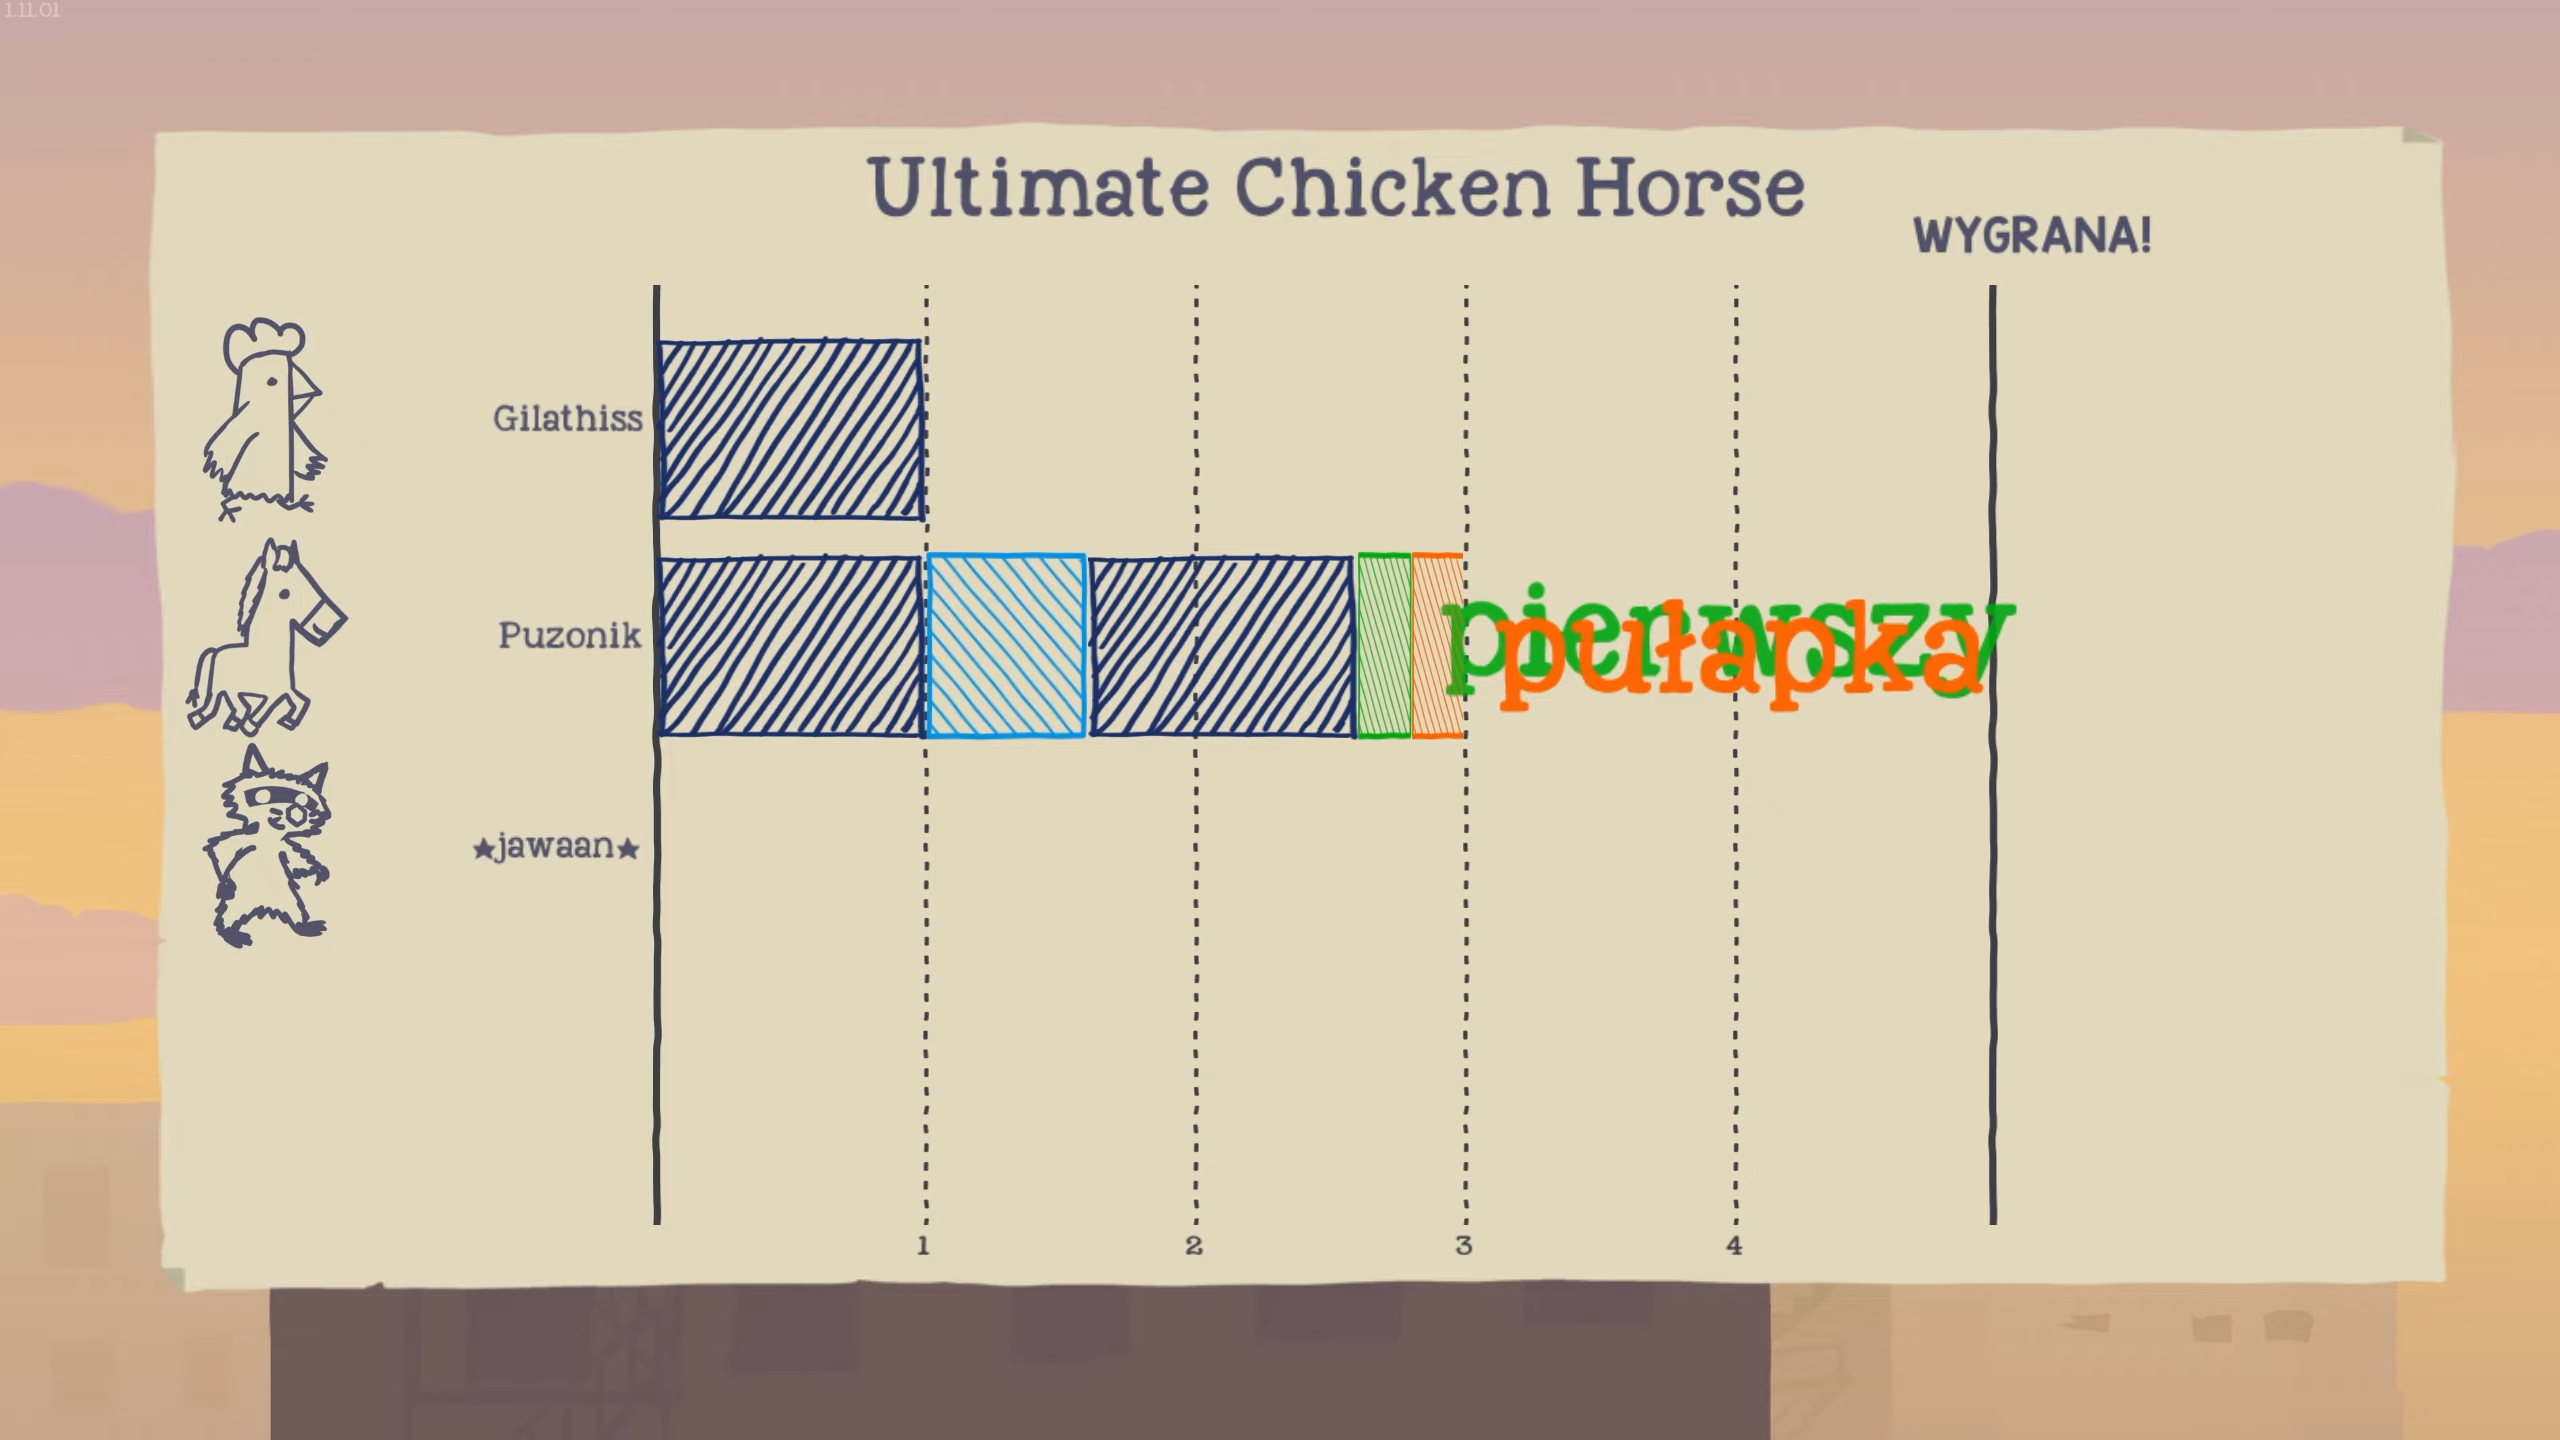 1.11.01
Ultimate Chicken Horse
WYGRANA!
Gilathiss
Puzonik
pierwszy
pułapka
★jawaan★
1 2 3 4